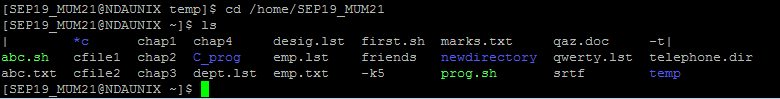 [SEP19_MUM21@NDAUNIX temp]$ cd /home/SEP19_MUM21
[SEP19_MUM21@NDAUNIX ~]$ ls
| *c chap1 chap4 desig.lst first.sh marks.txt qaz.doc -t|
abc.sh cfile1 chap2 C_prog emp.lst friends newdirectory qwerty.lst telephone.dir
abc.txt cfile2 chap3 dept.lst emp.txt -k5 prog.sh srtf temp
[SEP19_MUM21@NDAUNIX ~]$